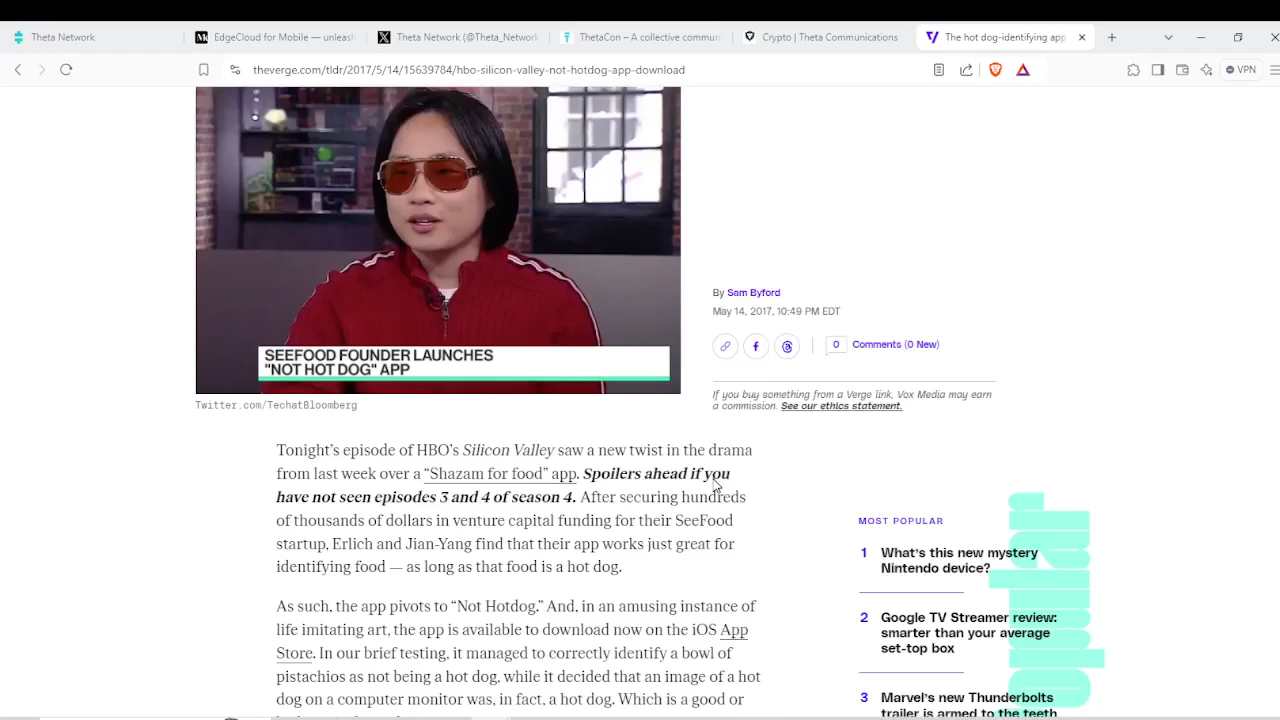 Theta Network
EdgeCloud for Mobile — unleash
Theta Network (@Theta_Network
ThetaCon – A collective commun
Crypto | Theta Communications
The hot dog-identifying app
theverge.com/tldr/2017/5/14/15639784/hbo-silicon-valley-not-hotdog-app-download
VPN
SEEFOOD FOUNDER LAUNCHES
"NOT HOT DOG" APP
Twitter.com/TechatBloomberg
By Sam Byford
May 14, 2017, 10:49 PM EDT
0 Comments (0 New)
If you buy something from a Verge link, Vox Media may earn
a commission. See our ethics statement.
Tonight’s episode of HBO’s Silicon Valley saw a new twist in the drama
from last week over a “Shazam for food” app. Spoilers ahead if you
have not seen episodes 3 and 4 of season 4. After securing hundreds
of thousands of dollars in venture capital funding for their SeeFood
startup, Erlich and Jian-Yang find that their app works just great for
identifying food — as long as that food is a hot dog.
As such, the app pivots to “Not Hotdog.” And, in an amusing instance of
life imitating art, the app is available to download now on the iOS App
Store. In our brief testing, it managed to correctly identify a bowl of
pistachios as not being a hot dog, while it decided that an image of a hot
dog on a computer monitor was, in fact, a hot dog. Which is a good or
MOST POPULAR
1 What’s this new mystery
Nintendo device?
2 Google TV Streamer review:
smarter than your average
set-top box
3 Marvel’s new Thunderbolts
trailer is armed to the teeth